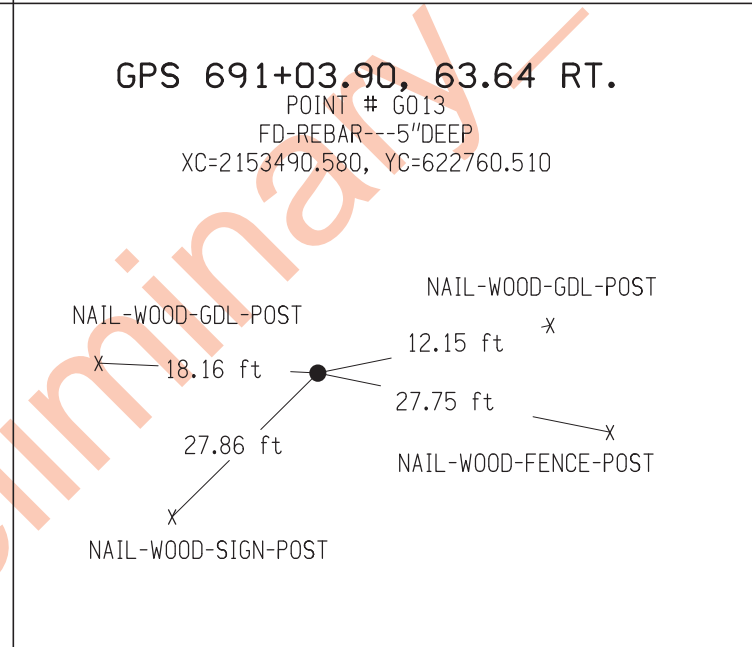 GPS 691+03.90, 63.64 RT.
POINT # G013
FD-REBAR---5"DEEP
XC=2153490.580, YC=622760.510
NAIL-WOOD-GDL-POST
NAIL-WOOD-GDL-POST
12.15 ft
18.16 ft
27.75 ft
27.86 ft
NAIL-WOOD-FENCE-POST
NAIL-WOOD-SIGN-POST
liminary_